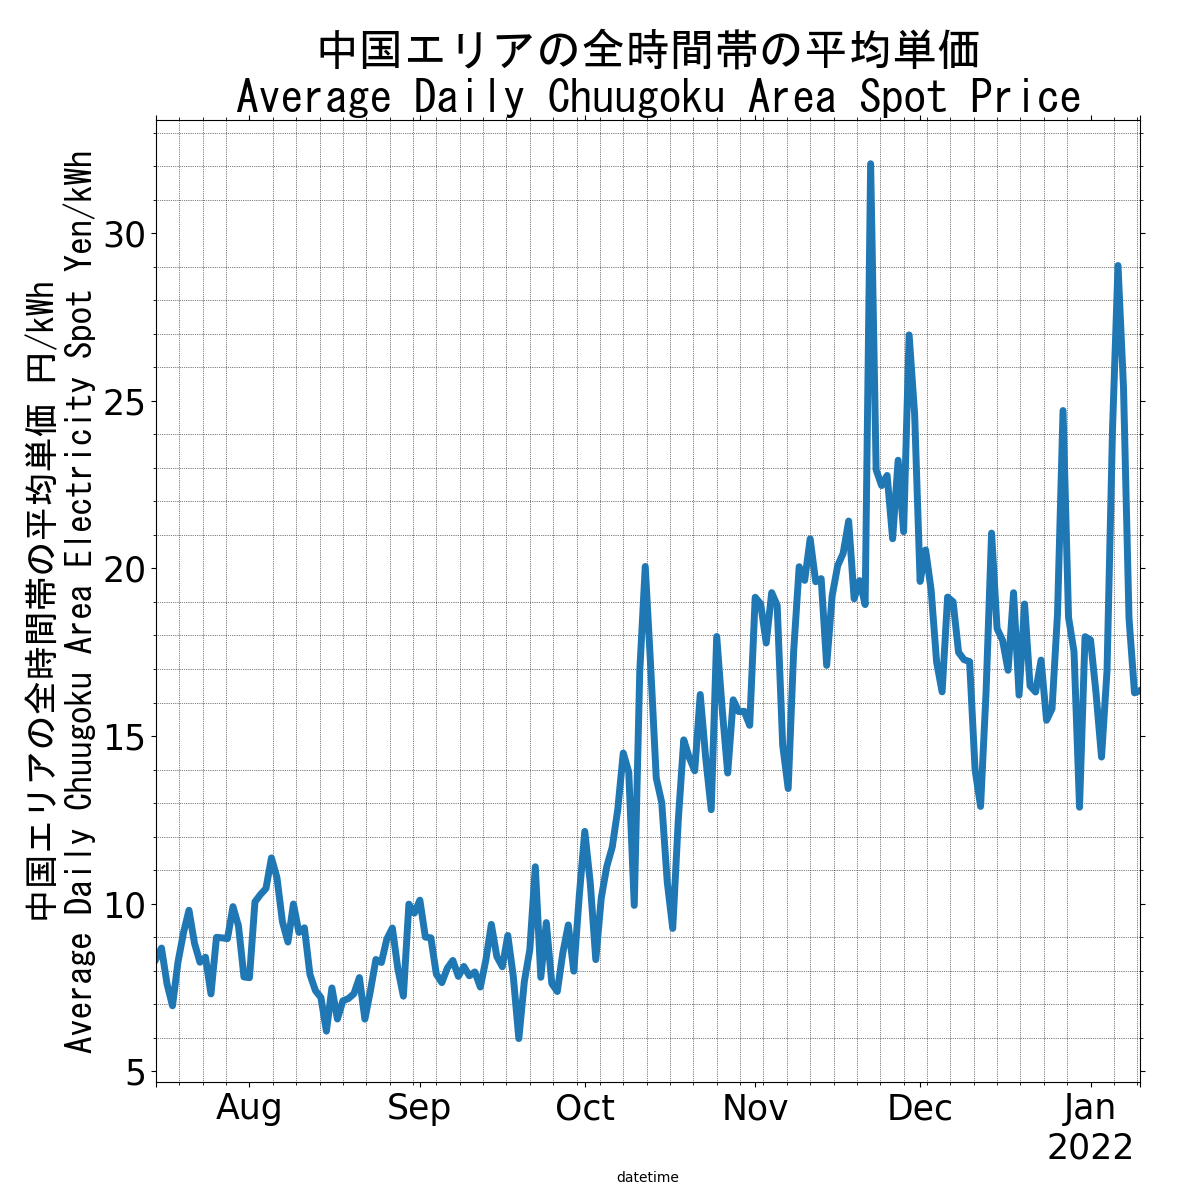 中国エリアの全時間帯の平均単価
Average Daily Chuugoku Area Spot Price
中国エリアの全時間帯の平均単価 円/kWh
Average Daily Chuugoku Area Electricity Spot Yen/kWh
30
25
20
15
10
5
Aug Sep Oct Nov Dec Jan
2022
datetime